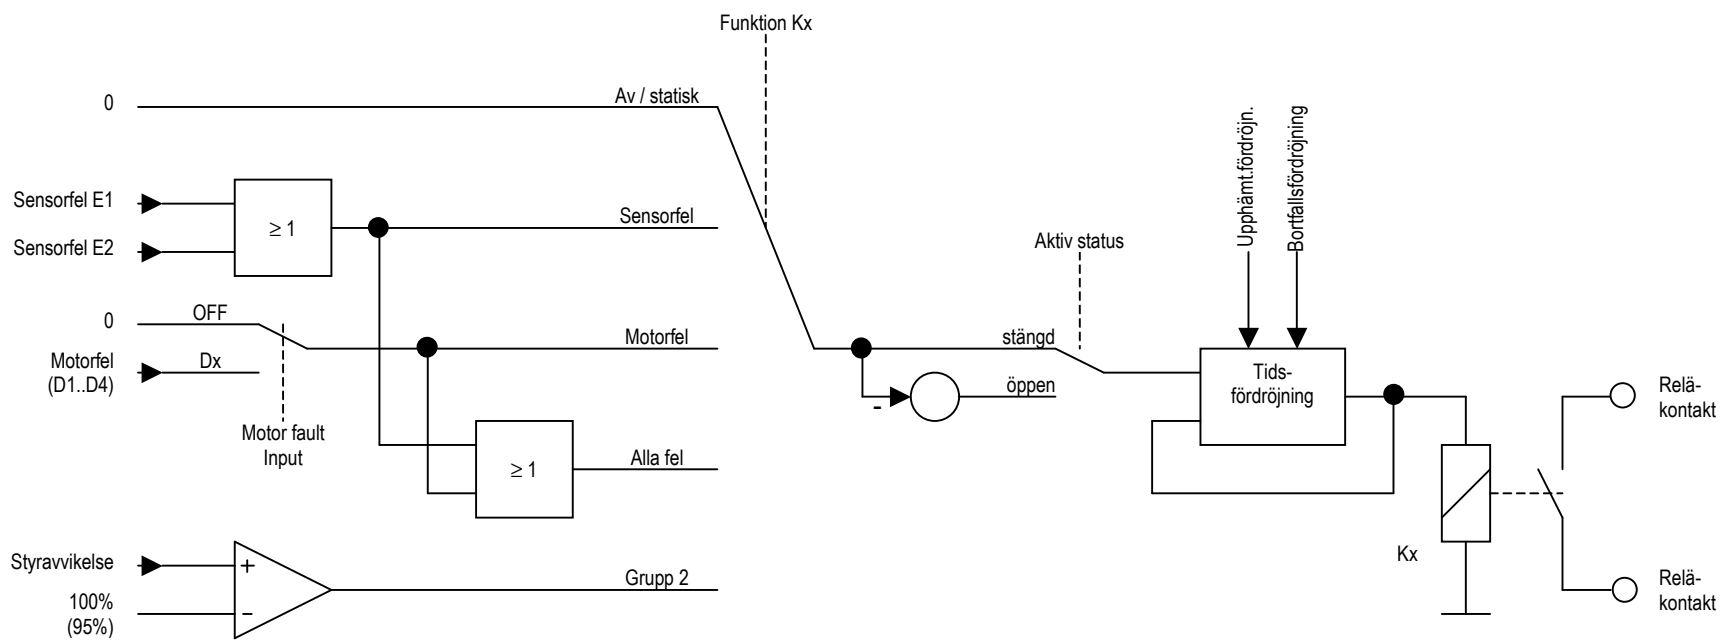 Funktion Kx
0
Av / statisk
Sensorfel E1
Sensorfel E2
≥ 1
Sensorfel
0
OFF
Motorfel
(D1..D4)
Dx
Motor fault
Input
Motorfel
≥ 1
Alla fel
Styravvikelse
100%
(95%)
+
−
Grupp 2
Aktiv status
stängd
öppen
-
Upphämt.fördröjn.
Bortfallsfördröjning
Tids-
fördröjning
Kx
Relä-
kontakt
Relä-
kontakt